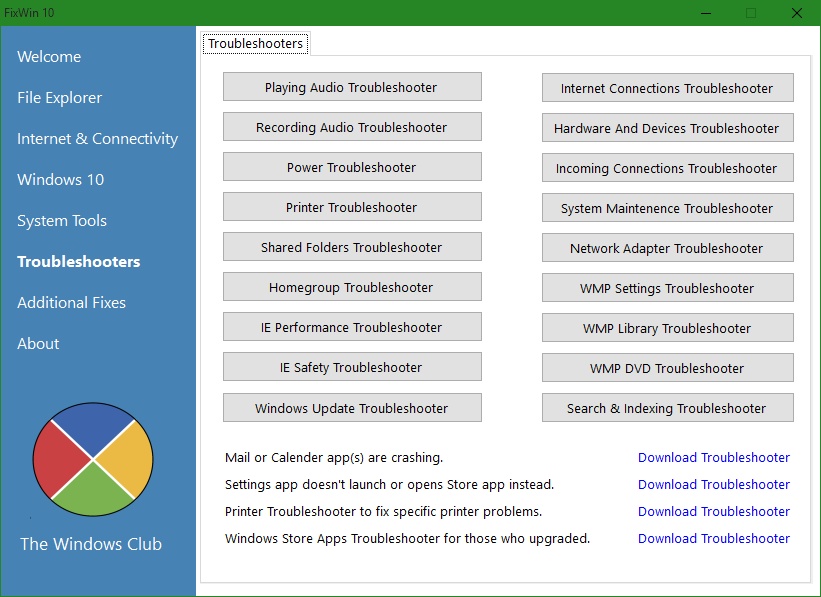 FixWin 10
Welcome
File Explorer
Internet & Connectivity
Windows 10
System Tools
Troubleshooters
Additional Fixes
About
The Windows Club
Troubleshooters
Playing Audio Troubleshooter
Internet Connections Troubleshooter
Recording Audio Troubleshooter
Hardware And Devices Troubleshooter
Power Troubleshooter
Incoming Connections Troubleshooter
Printer Troubleshooter
System Maintenence Troubleshooter
Shared Folders Troubleshooter
Network Adapter Troubleshooter
Homegroup Troubleshooter
WMP Settings Troubleshooter
IE Performance Troubleshooter
WMP Library Troubleshooter
IE Safety Troubleshooter
WMP DVD Troubleshooter
Windows Update Troubleshooter
Search & Indexing Troubleshooter
Mail or Calender app(s) are crashing.
Download Troubleshooter
Settings app doesn't launch or opens Store app instead.
Download Troubleshooter
Printer Troubleshooter to fix specific printer problems.
Download Troubleshooter
Windows Store Apps Troubleshooter for those who upgraded.
Download Troubleshooter